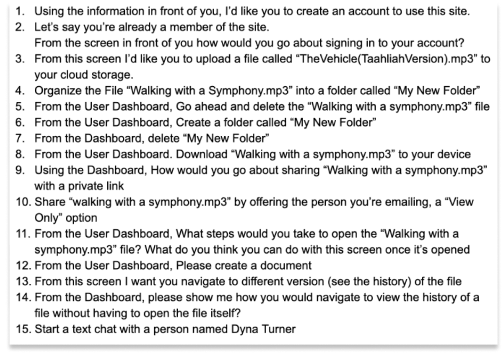 1. Using the information in front of you, I'd like you to create an account to use this site.
2. Let's say you're already a member of the site.
From the screen in front of you how would you go about signing in to your account?
3. From this screen I'd like you to upload a file called "TheVehicle(TaahliahVersion).mp3" to
your cloud storage.
4. Organize the File "Walking with a Symphony.mp3" into a folder called "My New Folder"
5. From the User Dashboard, Go ahead and delete the "Walking with a symphony.mp3" file
6. From the User Dashboard, Create a folder called "My New Folder"
7. From the Dashboard, delete "My New Folder"
8. From the User Dashboard. Download "Walking with a symphony.mp3" to your device
9. Using the Dashboard, How would you go about sharing "Walking with a symphony.mp3"
with a private link
10. Share "walking with a symphony.mp3" by offering the person you're emailing, a "View
Only" option
11. From the User Dashboard, What steps would you take to open the "Walking with a
symphony.mp3" file? What do you think you can do with this screen once it's opened
12. From the User Dashboard, Please create a document
13. From this screen I want you navigate to different version (see the history) of the file
14. From the Dashboard, please show me how you would navigate to view the history of a
file without having to open the file itself?
15. Start a text chat with a person named Dyna Turner